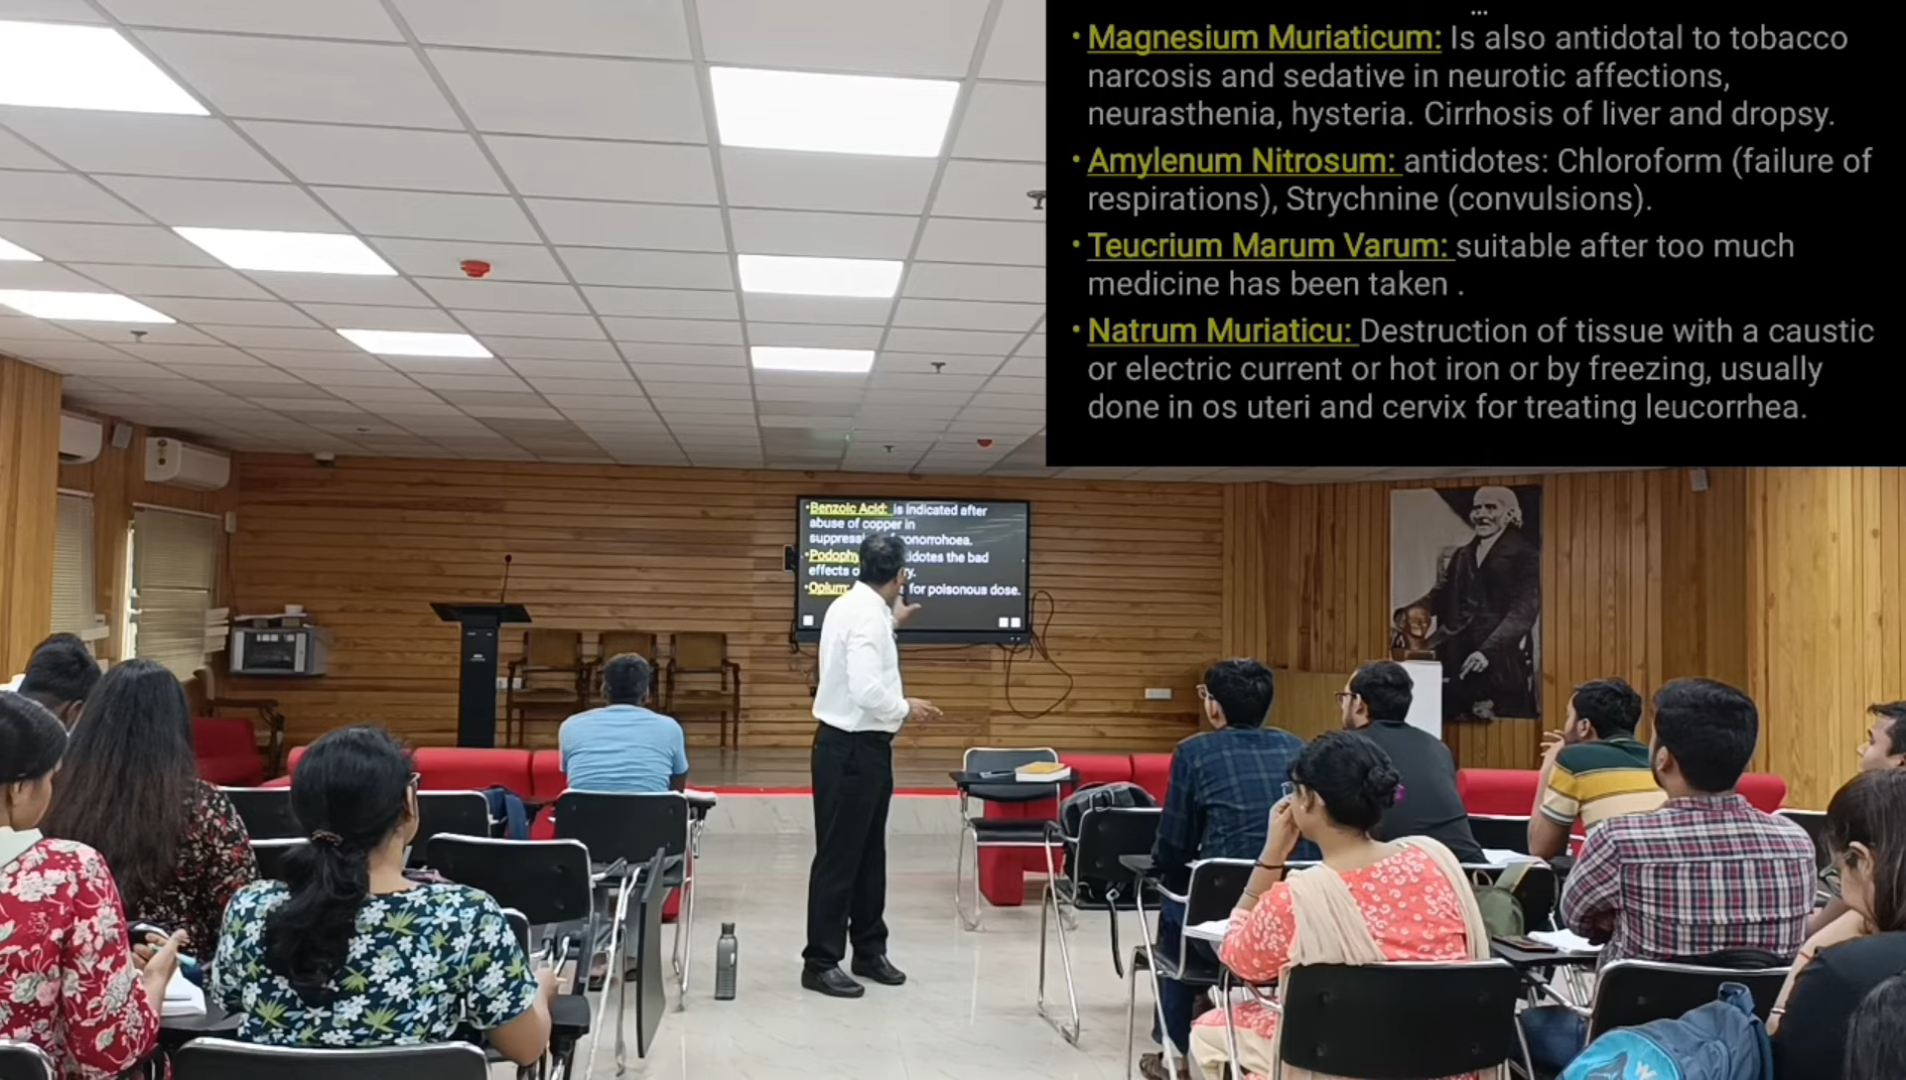 • Magnesium Muriaticum: Is also antidotal to tobacco
narcosis and sedative in neurotic affections,
neurasthenia, hysteria. Cirrhosis of liver and dropsy.
• Amylenum Nitrosum: antidotes: Chloroform (failure of
respirations), Strychnine (convulsions).
• Teucrium Marum Varum: suitable after too much
medicine has been taken .
• Natrum Muriaticu: Destruction of tissue with a caustic
or electric current or hot iron or by freezing, usually
done in os uteri and cervix for treating leucorrhea.
•Benzoic Acid: is indicated after
abuse of copper in
•
the bad
effects
•Opium: for poisonous dose.